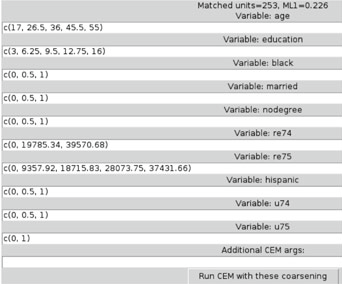 Matched units=253, ML1=0.226
Variable: age
c(17, 26.5, 36, 45.5, 55)
Variable: education
c(3, 6.25, 9.5, 12.75, 16)
Variable: black
c(0, 0.5, 1)
Variable: married
c(0, 0.5, 1)
Variable: nodegree
c(0, 0.5, 1)
Variable: re74
c(0, 19785.34, 39570.68)
Variable: re75
c(0, 9357.92, 18715.83, 28073.75, 37431.66)
Variable: hispanic
c(0, 0.5, 1)
Variable: u74
c(0, 0.5, 1)
Variable: u75
c(0, 1)
Additional CEM args:
Run CEM with these coarsening